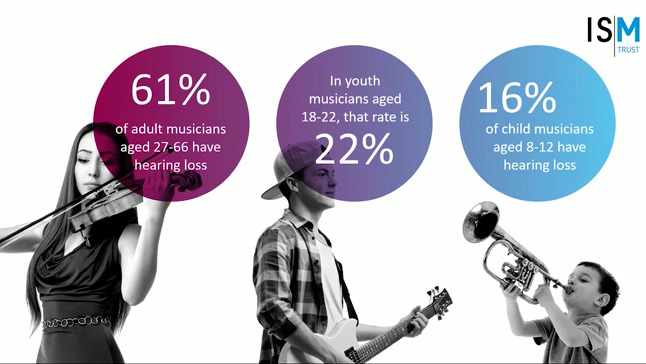 ISM
TRUST
61%
of adult musicians
aged 27-66 have
hearing loss
In youth
musicians aged
18-22, that rate is
22%
16%
of child musicians
aged 8-12 have
hearing loss